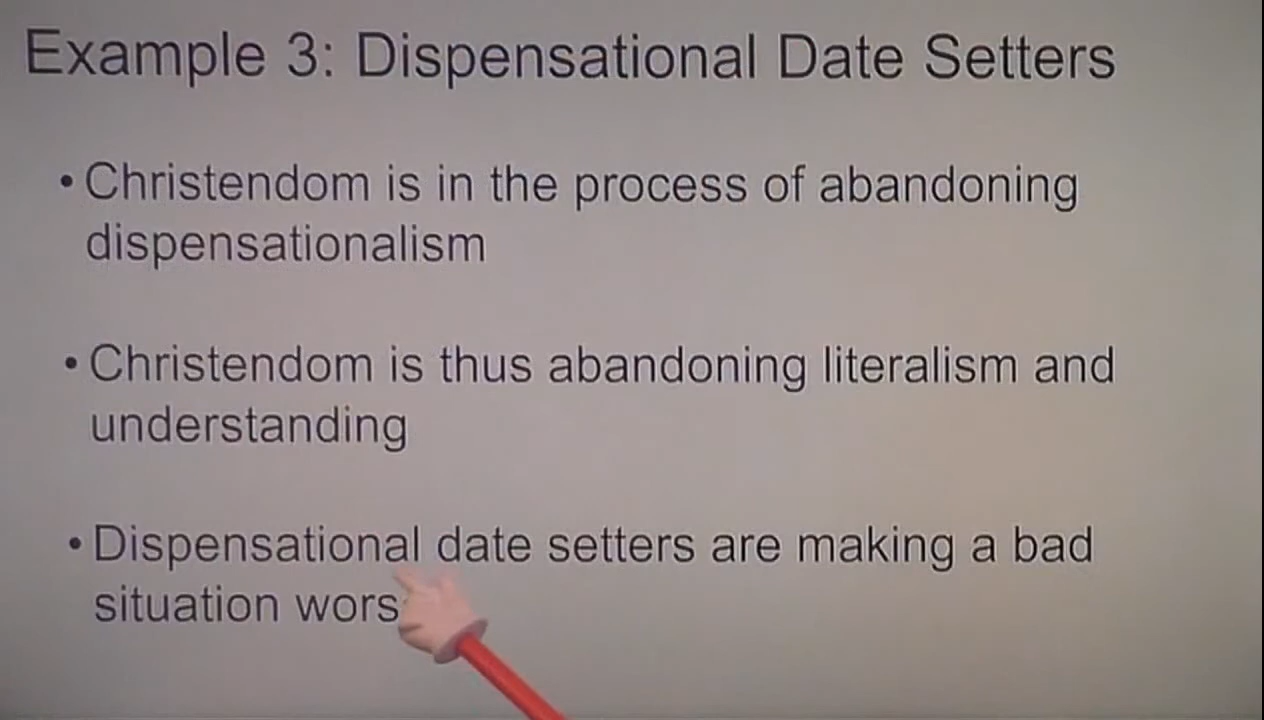 Example 3: Dispensational Date Setters
• Christendom is in the process of abandoning
dispensationalism
• Christendom is thus abandoning literalism and
understanding
• Dispensational date setters are making a bad
situation wors